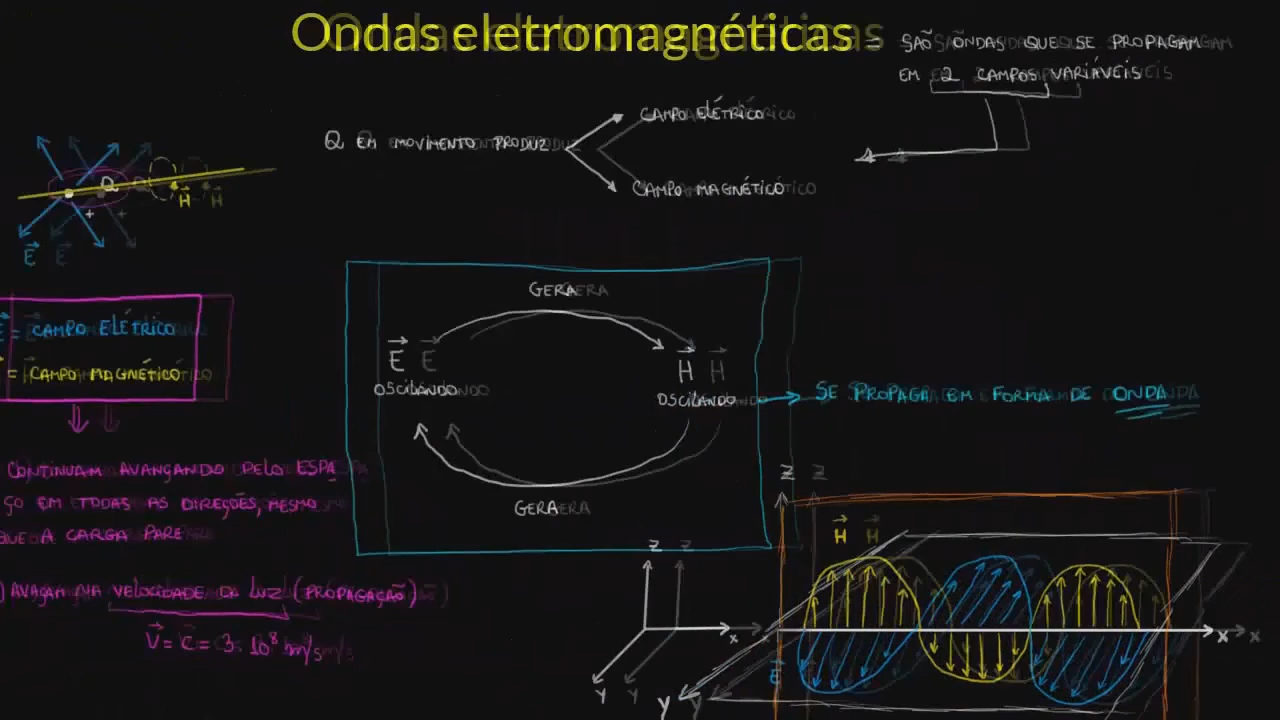 Ondas eletromagnéticas
= SAÕ ONDAS QUE SE PROPAGAM
EM 2 CAMPOS VARIÁVEIS
Q EM MOVIMENTO PRODUZ
CAMPO ELÉTRICO
CAMPO MAGNÉTICO
Q
H
+
E
= CAMPO ELÉTRICO
= CAMPO MAGNÉTICO
CONTINUAM AVANÇANDO PELO ESPA
ÇO EM TODAS AS DIREÇÕES, MESMO
QUE A CARGA PARE
) AVAÇAM NA VELOCIDADE DA LUZ (PROPAGAÇÃO)
V = C = 3. 10⁸ m/s
GERA
E
OSCILANDO
H
OSCILANDO
GERA
SE PROPAGA EM FORMA DE ONDA
Z
X
Y
Z
H
X
E
Y